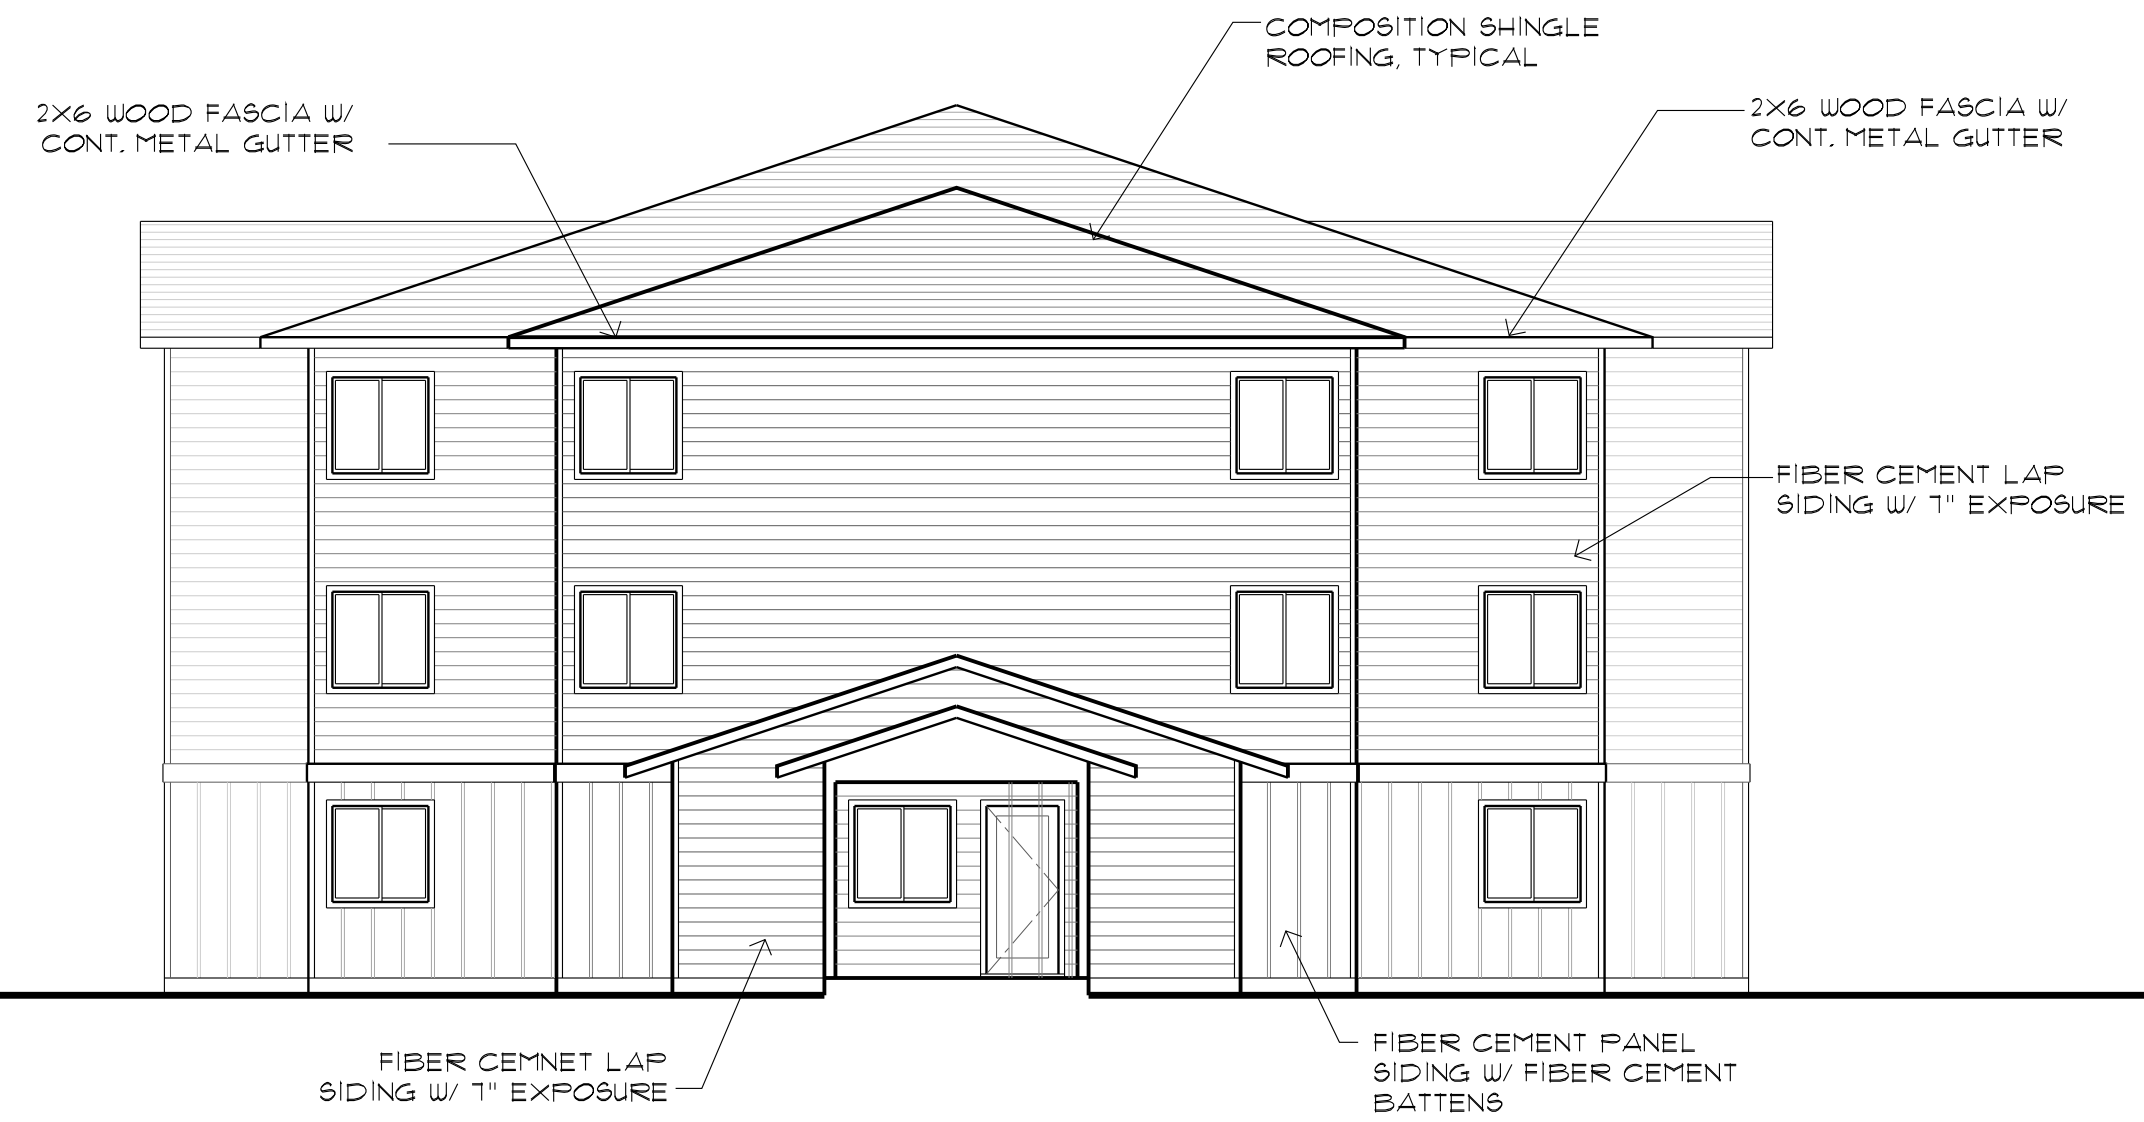 COMPOSITION SHINGLE
ROOFING, TYPICAL
2X6 WOOD FASCIA W/
CONT. METAL GUTTER
2X6 WOOD FASCIA W/
CONT. METAL GUTTER
FIBER CEMENT LAP
SIDING W/ 7" EXPOSURE
FIBER CEMNET LAP
SIDING W/ 7" EXPOSURE
FIBER CEMENT PANEL
SIDING W/ FIBER CEMENT
BATTENS